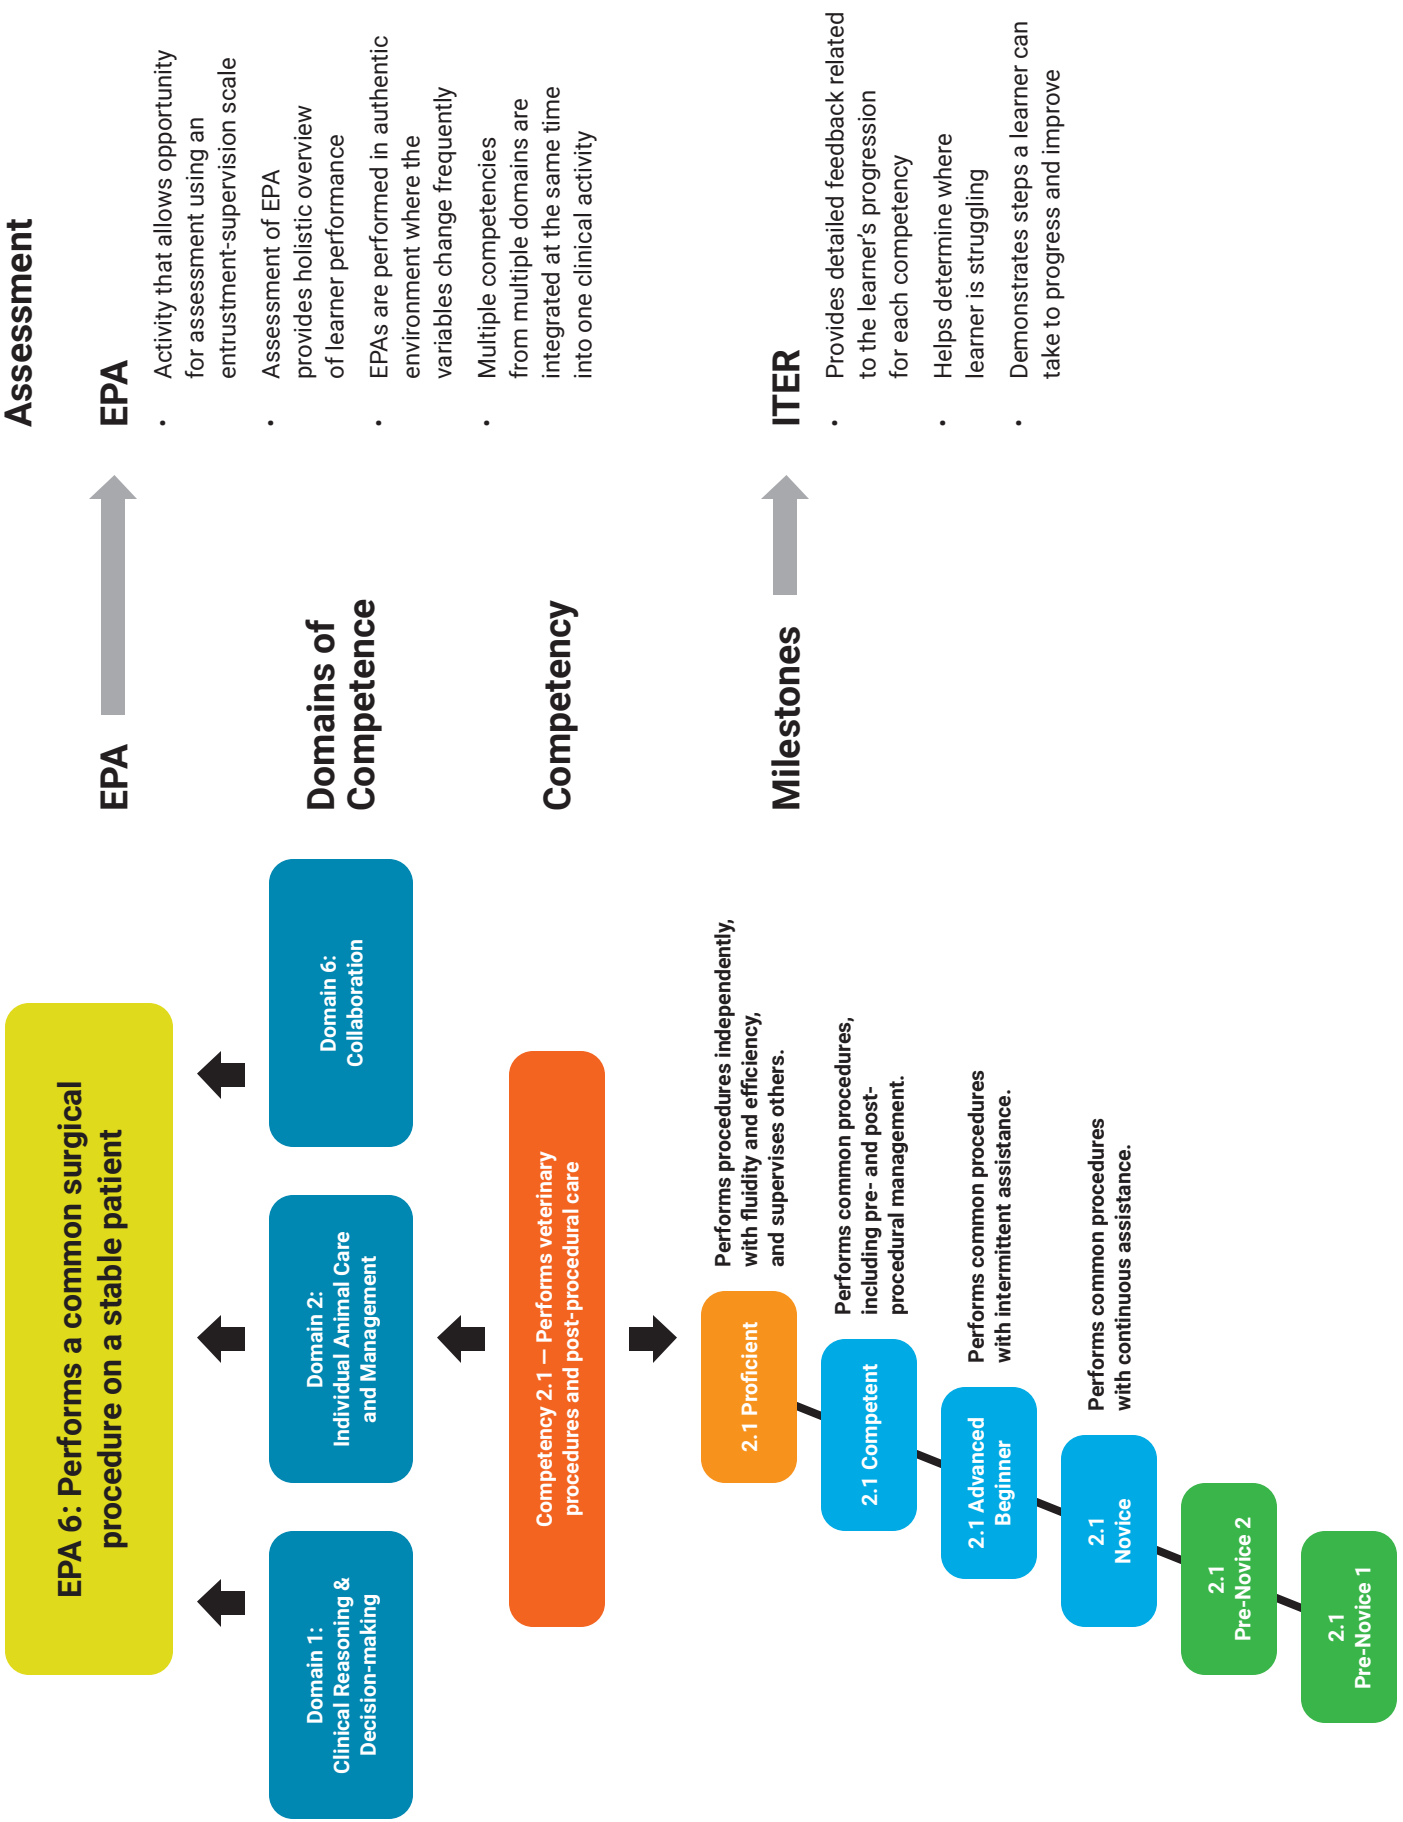 Assessment
EPA 6: Performs a common surgical
procedure on a stable patient
EPA
EPA
• Activity that allows opportunity
for assessment using an
entrustment-supervision scale
• Assessment of EPA
provides holistic overview
of learner performance
• EPAs are performed in authentic
environment where the
variables change frequently
• Multiple competencies
from multiple domains are
integrated at the same time
into one clinical activity
Domain 1:
Clinical Reasoning &
Decision-making
Domain 2:
Individual Animal Care
and Management
Domain 6:
Collaboration
Domains of
Competence
Competency 2.1 – Performs veterinary
procedures and post-procedural care
Competency
2.1 Proficient
Performs procedures independently,
with fluidity and efficiency,
and supervises others.
Milestones
ITER
• Provides detailed feedback related
to the learner's progression
for each competency
• Helps determine where
learner is struggling
• Demonstrates steps a learner can
take to progress and improve
2.1 Competent
Performs common procedures,
including pre- and post-
procedural management.
2.1 Advanced
Beginner
Performs common procedures
with intermittent assistance.
2.1
Novice
Performs common procedures
with continuous assistance.
2.1
Pre-Novice 2
2.1
Pre-Novice 1